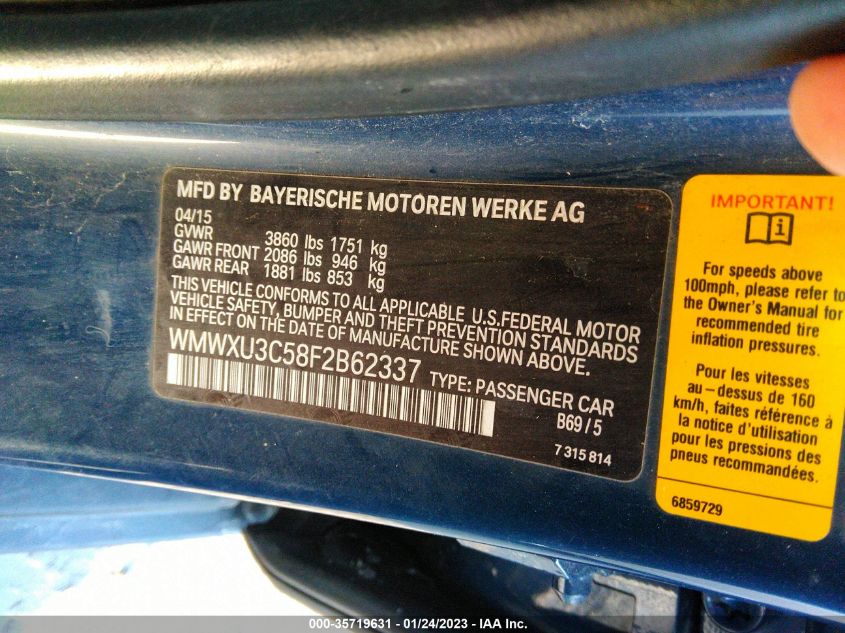 MFD BY BAYERISCHE MOTOREN WERKE AG
04/15
GVWR 3860 lbs 1751 kg
GAWR FRONT 2086 lbs 946 kg
GAWR REAR 1881 lbs 853 kg
THIS VEHICLE CONFORMS TO ALL APPLICABLE U.S.FEDERAL MOTOR
VEHICLE SAFETY, BUMPER AND THEFT PREVENTION STANDARDS
IN EFFECT ON DATE OF MANUFACTURE SHOWN ABOVE.
WMWXU3C58F2B62337 TYPE: PASSENGER CAR
B69/5
7 315 814
IMPORTANT!
For speeds above
100mph, please refer to
the Owner's Manual for
recommended tire
inflation pressures.
Pour les vitesses
au-dessus de 160
km/h, faites référence à
la notice d'utilisation
pour les pressions des
pneus recommandées.
6859729
000-35719631 - 01/24/2023 - IAA Inc.